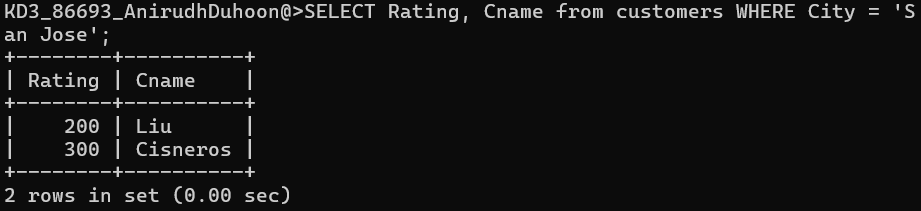 KD3_86693_AnirudhDuhoon@>SELECT Rating, Cname from customers WHERE City = 'S
an Jose';
+--------+----------+
| Rating | Cname    |
+--------+----------+
|    200 | Liu      |
|    300 | Cisneros |
+--------+----------+
2 rows in set (0.00 sec)